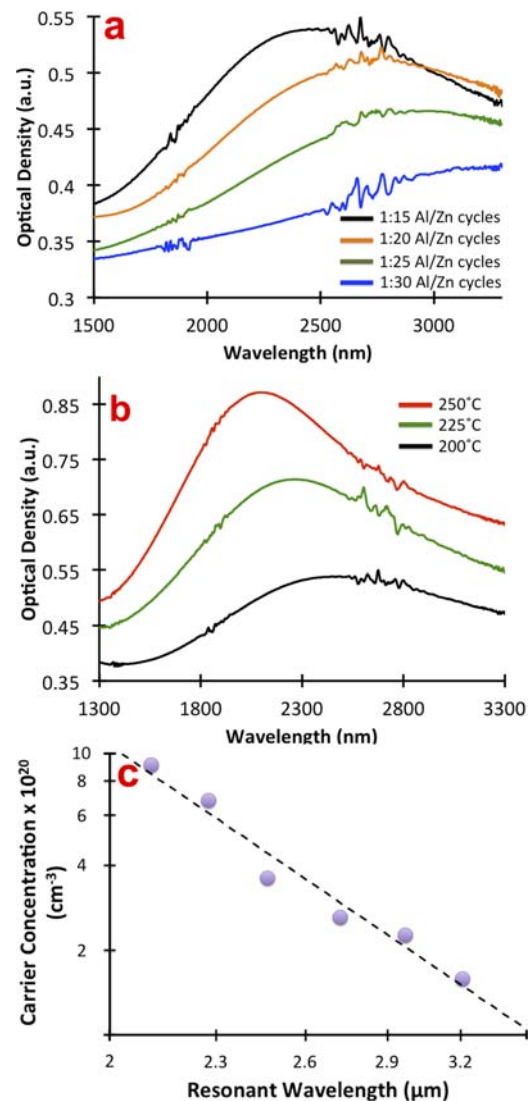 a
0.55
0.5
0.45
0.4
0.35
0.3
Optical Density (a.u.)
1:15 Al/Zn cycles
1:20 Al/Zn cycles
1:25 Al/Zn cycles
1:30 Al/Zn cycles
1500 2000 2500 3000
Wavelength (nm)
b
0.85
0.75
0.65
0.55
0.45
0.35
Optical Density (a.u.)
250˚C
225˚C
200˚C
1300 1800 2300 2800 3300
Wavelength (nm)
c
10
8
6
4
2
Carrier Concentration x 10²⁰
(cm⁻³)
2 2.3 2.6 2.9 3.2
Resonant Wavelength (µm)